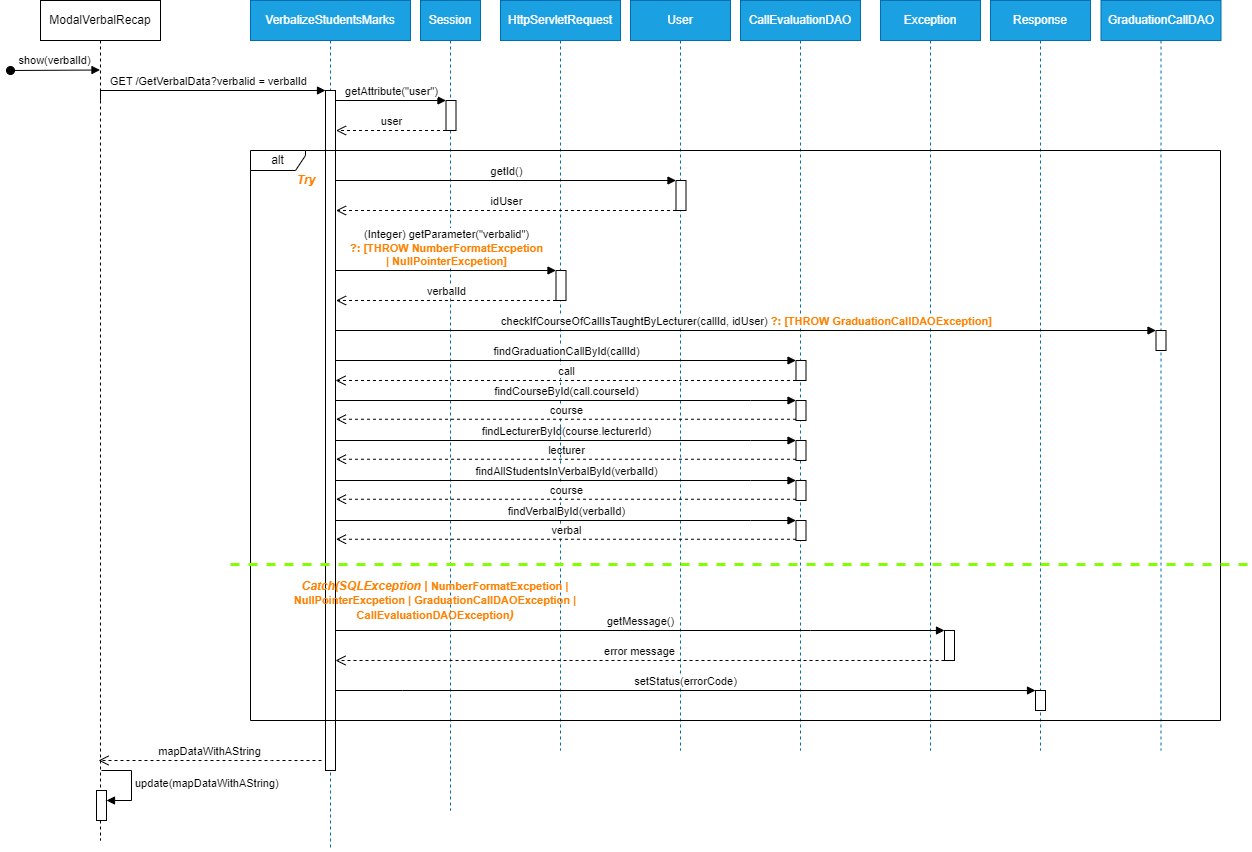 ModalVerbalRecap
VerbalizeStudentsMarks
Session
HttpServletRequest
User
CallEvaluationDAO
Exception
Response
GraduationCallDAO
show(verbalId)
GET /GetVerbalData?verbalid = verbalId
getAttribute("user")
user
alt
Try
getId()
idUser
(Integer) getParameter("verbalid")
?: [THROW NumberFormatExcpetion
| NullPointerExcpetion]
verbalId
checkIfCourseOfCallIsTaughtByLecturer(callId, idUser) ?: [THROW GraduationCallDAOException]
findGraduationCallById(callId)
call
findCourseById(call.courseId)
course
findLecturerById(course.lecturerId)
lecturer
findAllStudentsInVerbalById(verbalId)
course
findVerbalById(verbalId)
verbal
Catch(SQLException | NumberFormatExcpetion |
NullPointerExcpetion | GraduationCallDAOException |
CallEvaluationDAOException)
getMessage()
error message
setStatus(errorCode)
mapDataWithAString
update(mapDataWithAString)